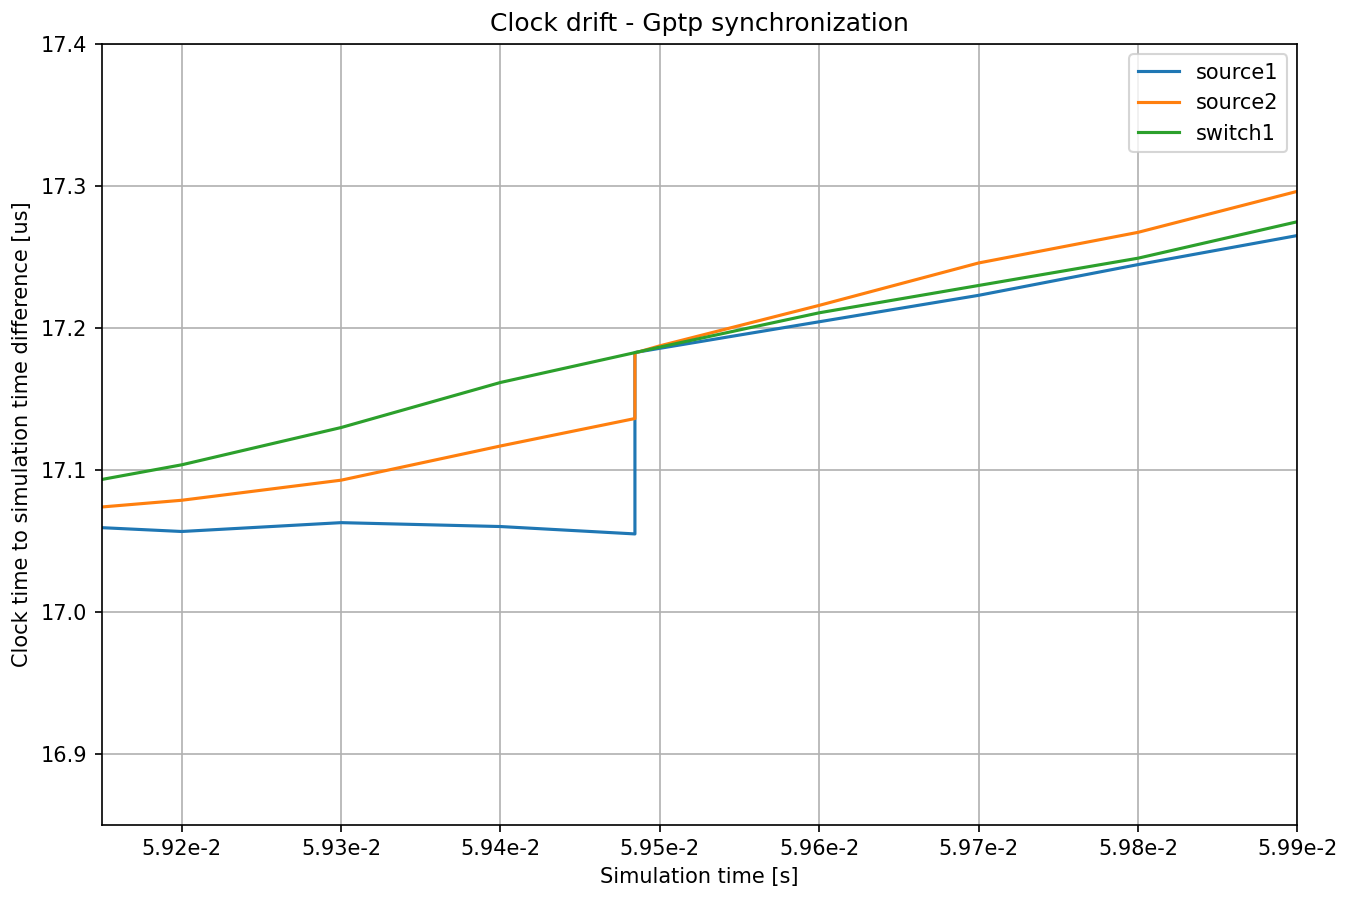 Clock drift - Gptp synchronization
17.4
17.3
17.2
17.1
17.0
16.9
Clock time to simulation time difference [us]
source1
source2
switch1
5.92e-2 5.93e-2 5.94e-2 5.95e-2 5.96e-2 5.97e-2 5.98e-2 5.99e-2
Simulation time [s]